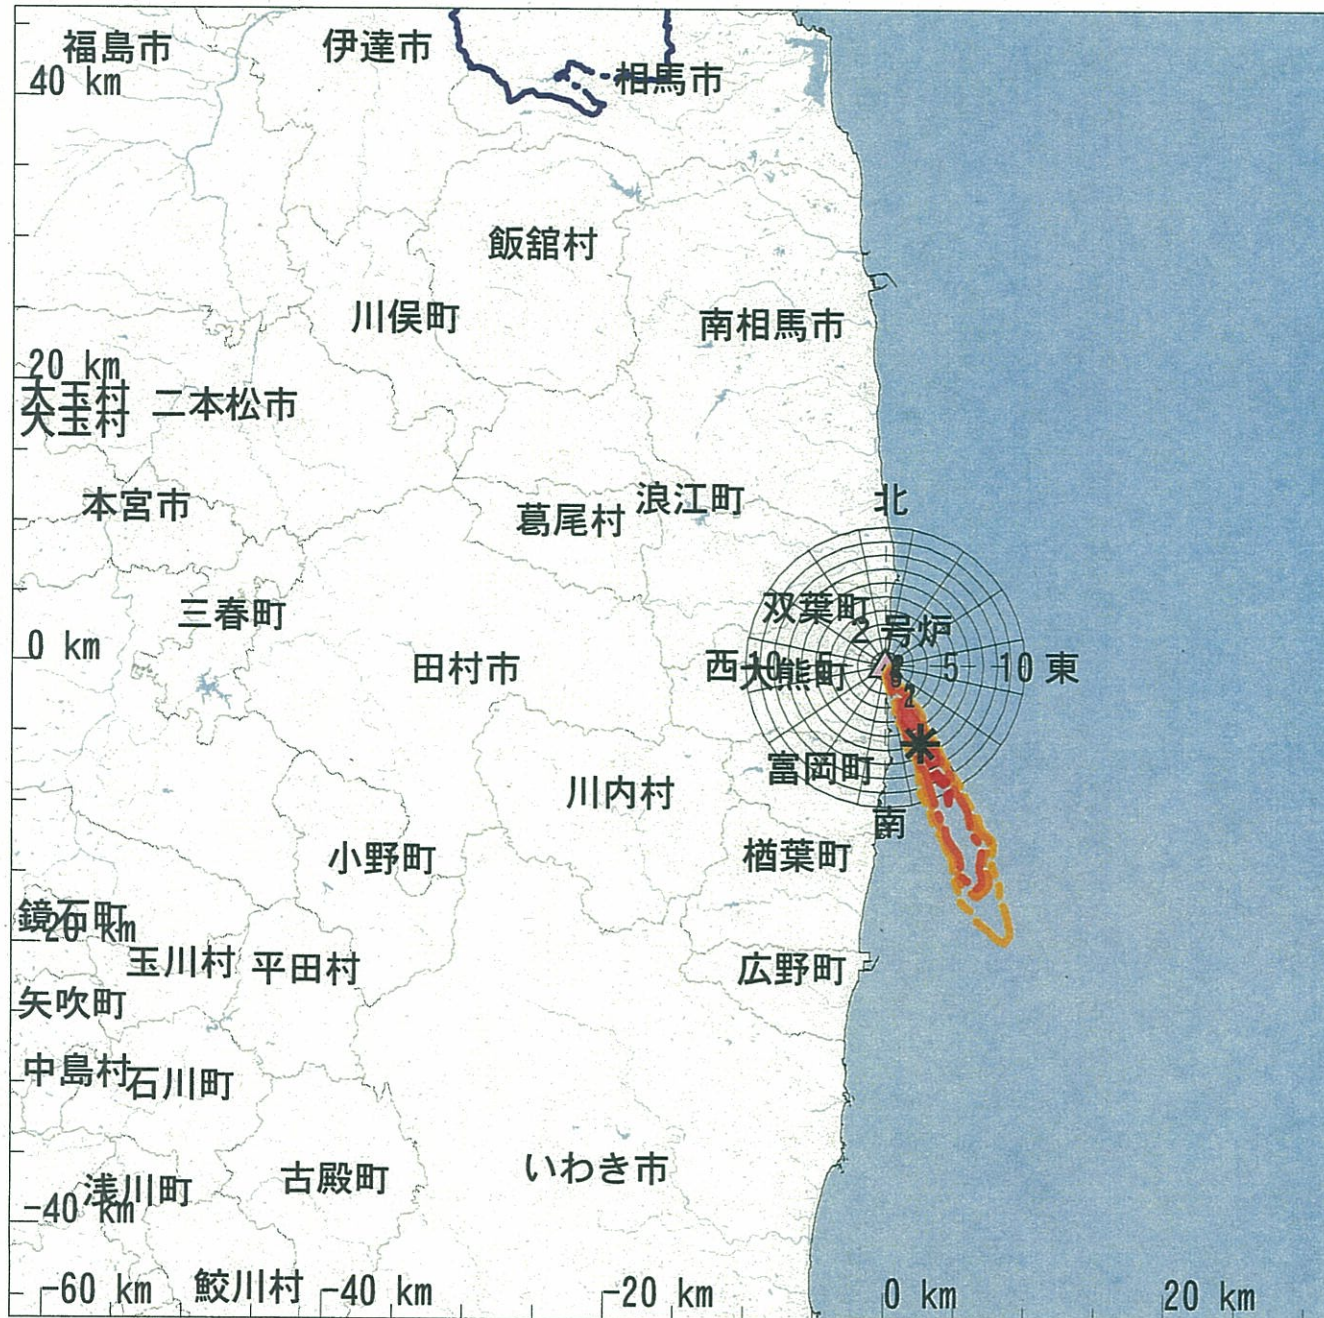 福島市
伊達市
40 km
相馬市
飯舘村
川俣町
南相馬市
20 km
大玉村
大玉村
二本松市
本宮市
葛尾村
浪江町
北
三春町
双葉町
2号炉
0 km
田村市
西
10
大熊町
5
10
東
2
富岡町
川内村
南
小野町
楢葉町
鏡石町
-20 km
玉川村
平田村
広野町
矢吹町
中島村
石川町
浅川町
古殿町
いわき市
-40 km
-60 km
鮫川村
-40 km
-20 km
0 km
20 km